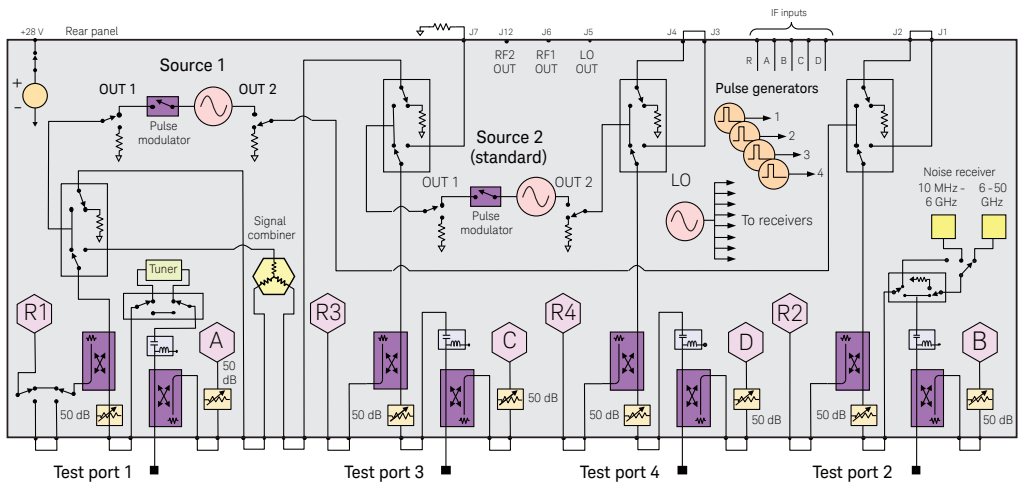 IF inputs
+28 V
Rear panel
J7
J12
J6
J5
J4
J3
J2
J1
RF2
OUT
RF1
OUT
LO
OUT
R
A
B
C
D
+
–
Source 1
OUT 1
OUT 2
Pulse
modulator
Pulse generators
1
2
3
4
Source 2
(standard)
OUT 1
OUT 2
Pulse
modulator
LO
To receivers
Noise receiver
10 MHz -
6 GHz
6 -50
GHz
Signal
combiner
Tuner
R1
A
R3
C
R4
D
R2
B
50
dB
50 dB
50 dB
50 dB
50 dB
50 dB
50 dB
50 dB
Test port 1
Test port 3
Test port 4
Test port 2